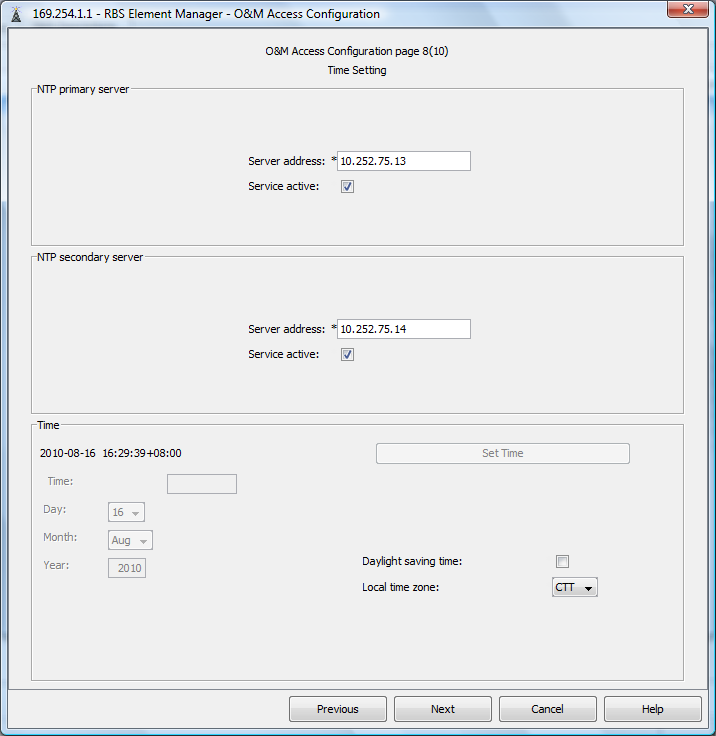 169.254.1.1 - RBS Element Manager - O&M Access Configuration
O&M Access Configuration page 8(10)
Time Setting
NTP primary server
Server address: *10.252.75.13
Service active:
NTP secondary server
Server address: *10.252.75.14
Service active:
Time
2010-08-16 16:29:39+08:00 Set Time
Time:
Day: 16
Month: Aug
Year: 2010
Daylight saving time:
Local time zone: CTT
Previous Next Cancel Help